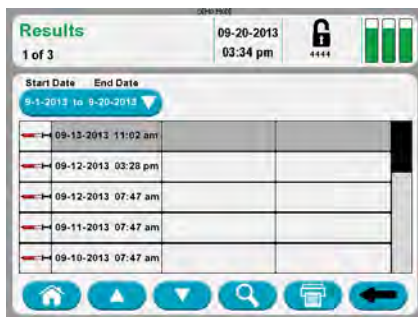 DEMO MODE
Results
1 of 3
09-20-2013
03:34 pm
4444
Start Date End Date
9-1-2013 to 9-20-2013
09-13-2013 11:02 am
09-12-2013 03:28 pm
09-12-2013 07:47 am
09-11-2013 07:47 am
09-10-2013 07:47 am